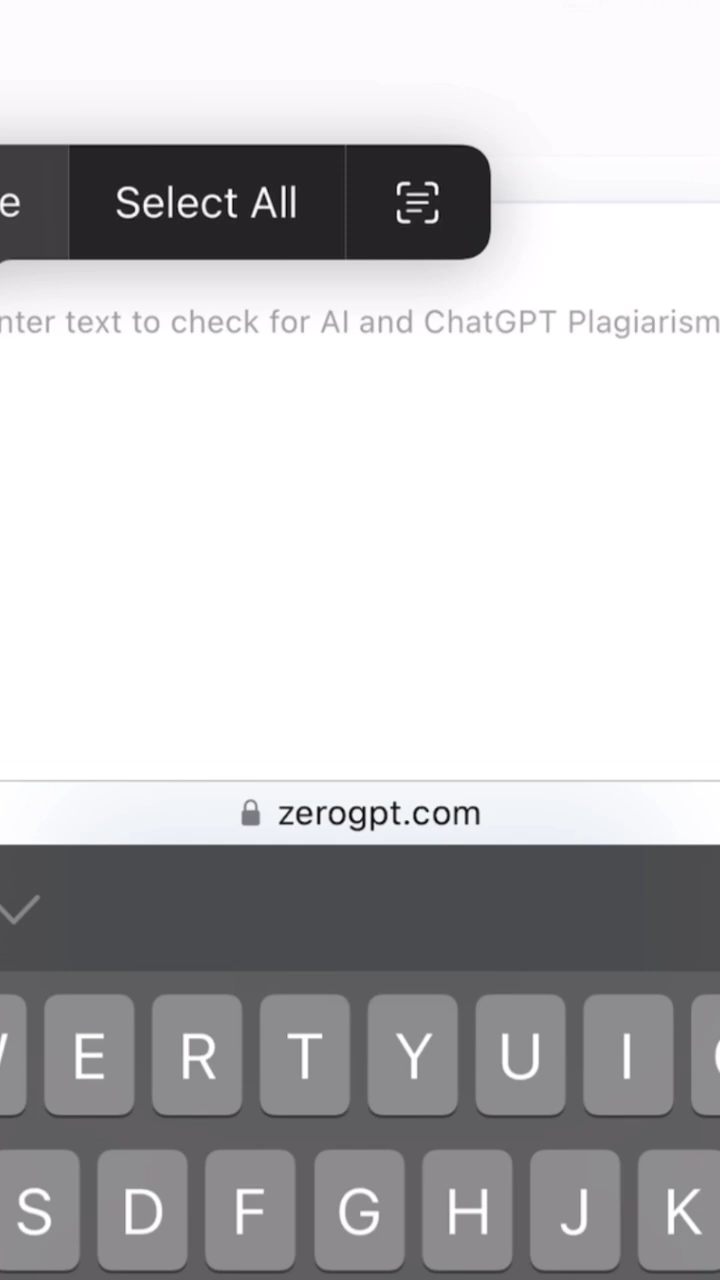 e Select All
nter text to check for AI and ChatGPT Plagiarism
zerogpt.com
E R T Y U I
S D F G H J K